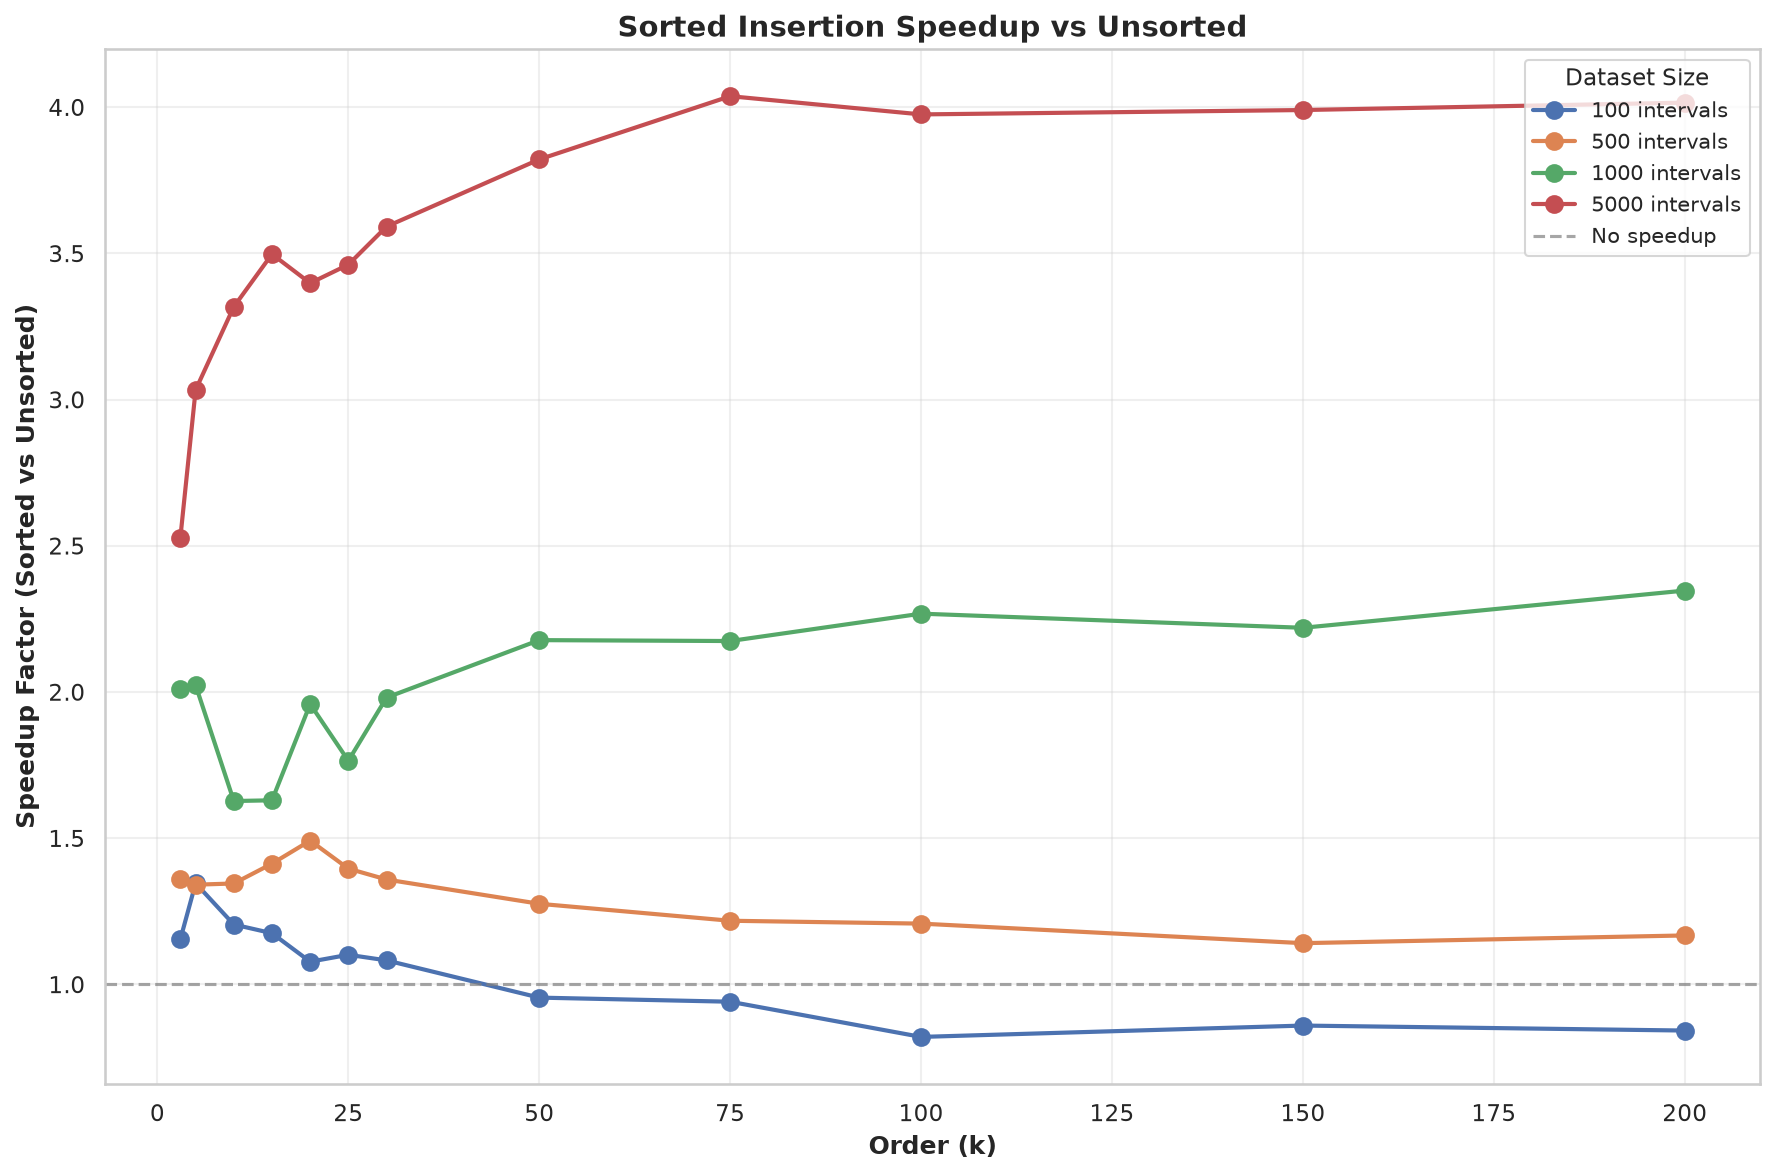 Sorted Insertion Speedup vs Unsorted
Speedup Factor (Sorted vs Unsorted)
4.0
3.5
3.0
2.5
2.0
1.5
1.0
Dataset Size
100 intervals
500 intervals
1000 intervals
5000 intervals
No speedup
0 25 50 75 100 125 150 175 200
Order (k)